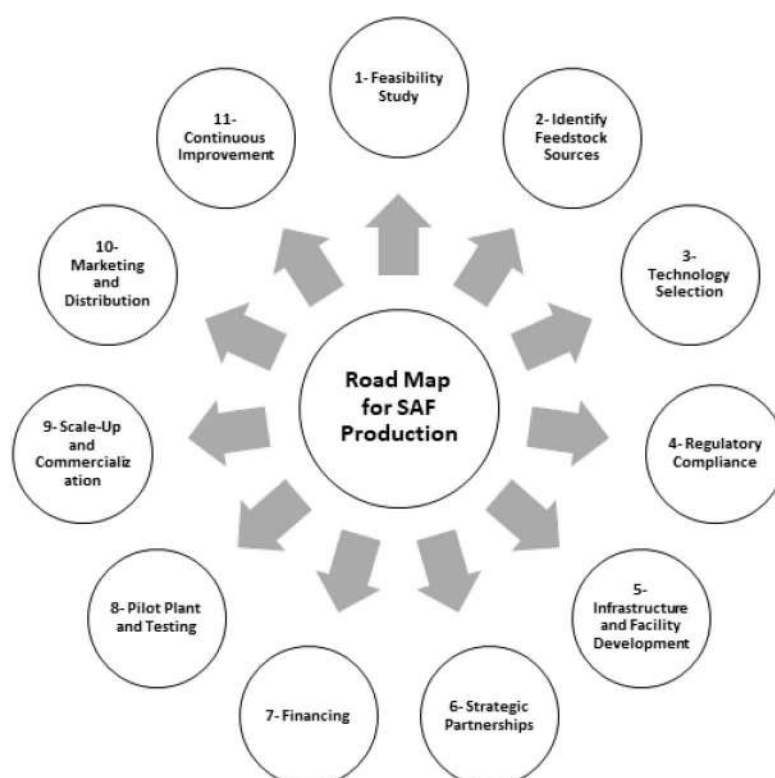 1- Feasibility
Study
2- Identify
Feedstock
Sources
3-
Technology
Selection
4- Regulatory
Compliance
5-
Infrastructure
and Facility
Development
6- Strategic
Partnerships
7- Financing
8- Pilot Plant
and Testing
9- Scale-Up
and
Commercializ
ation
10-
Marketing
and
Distribution
11-
Continuous
Improvement
Road Map
for SAF
Production